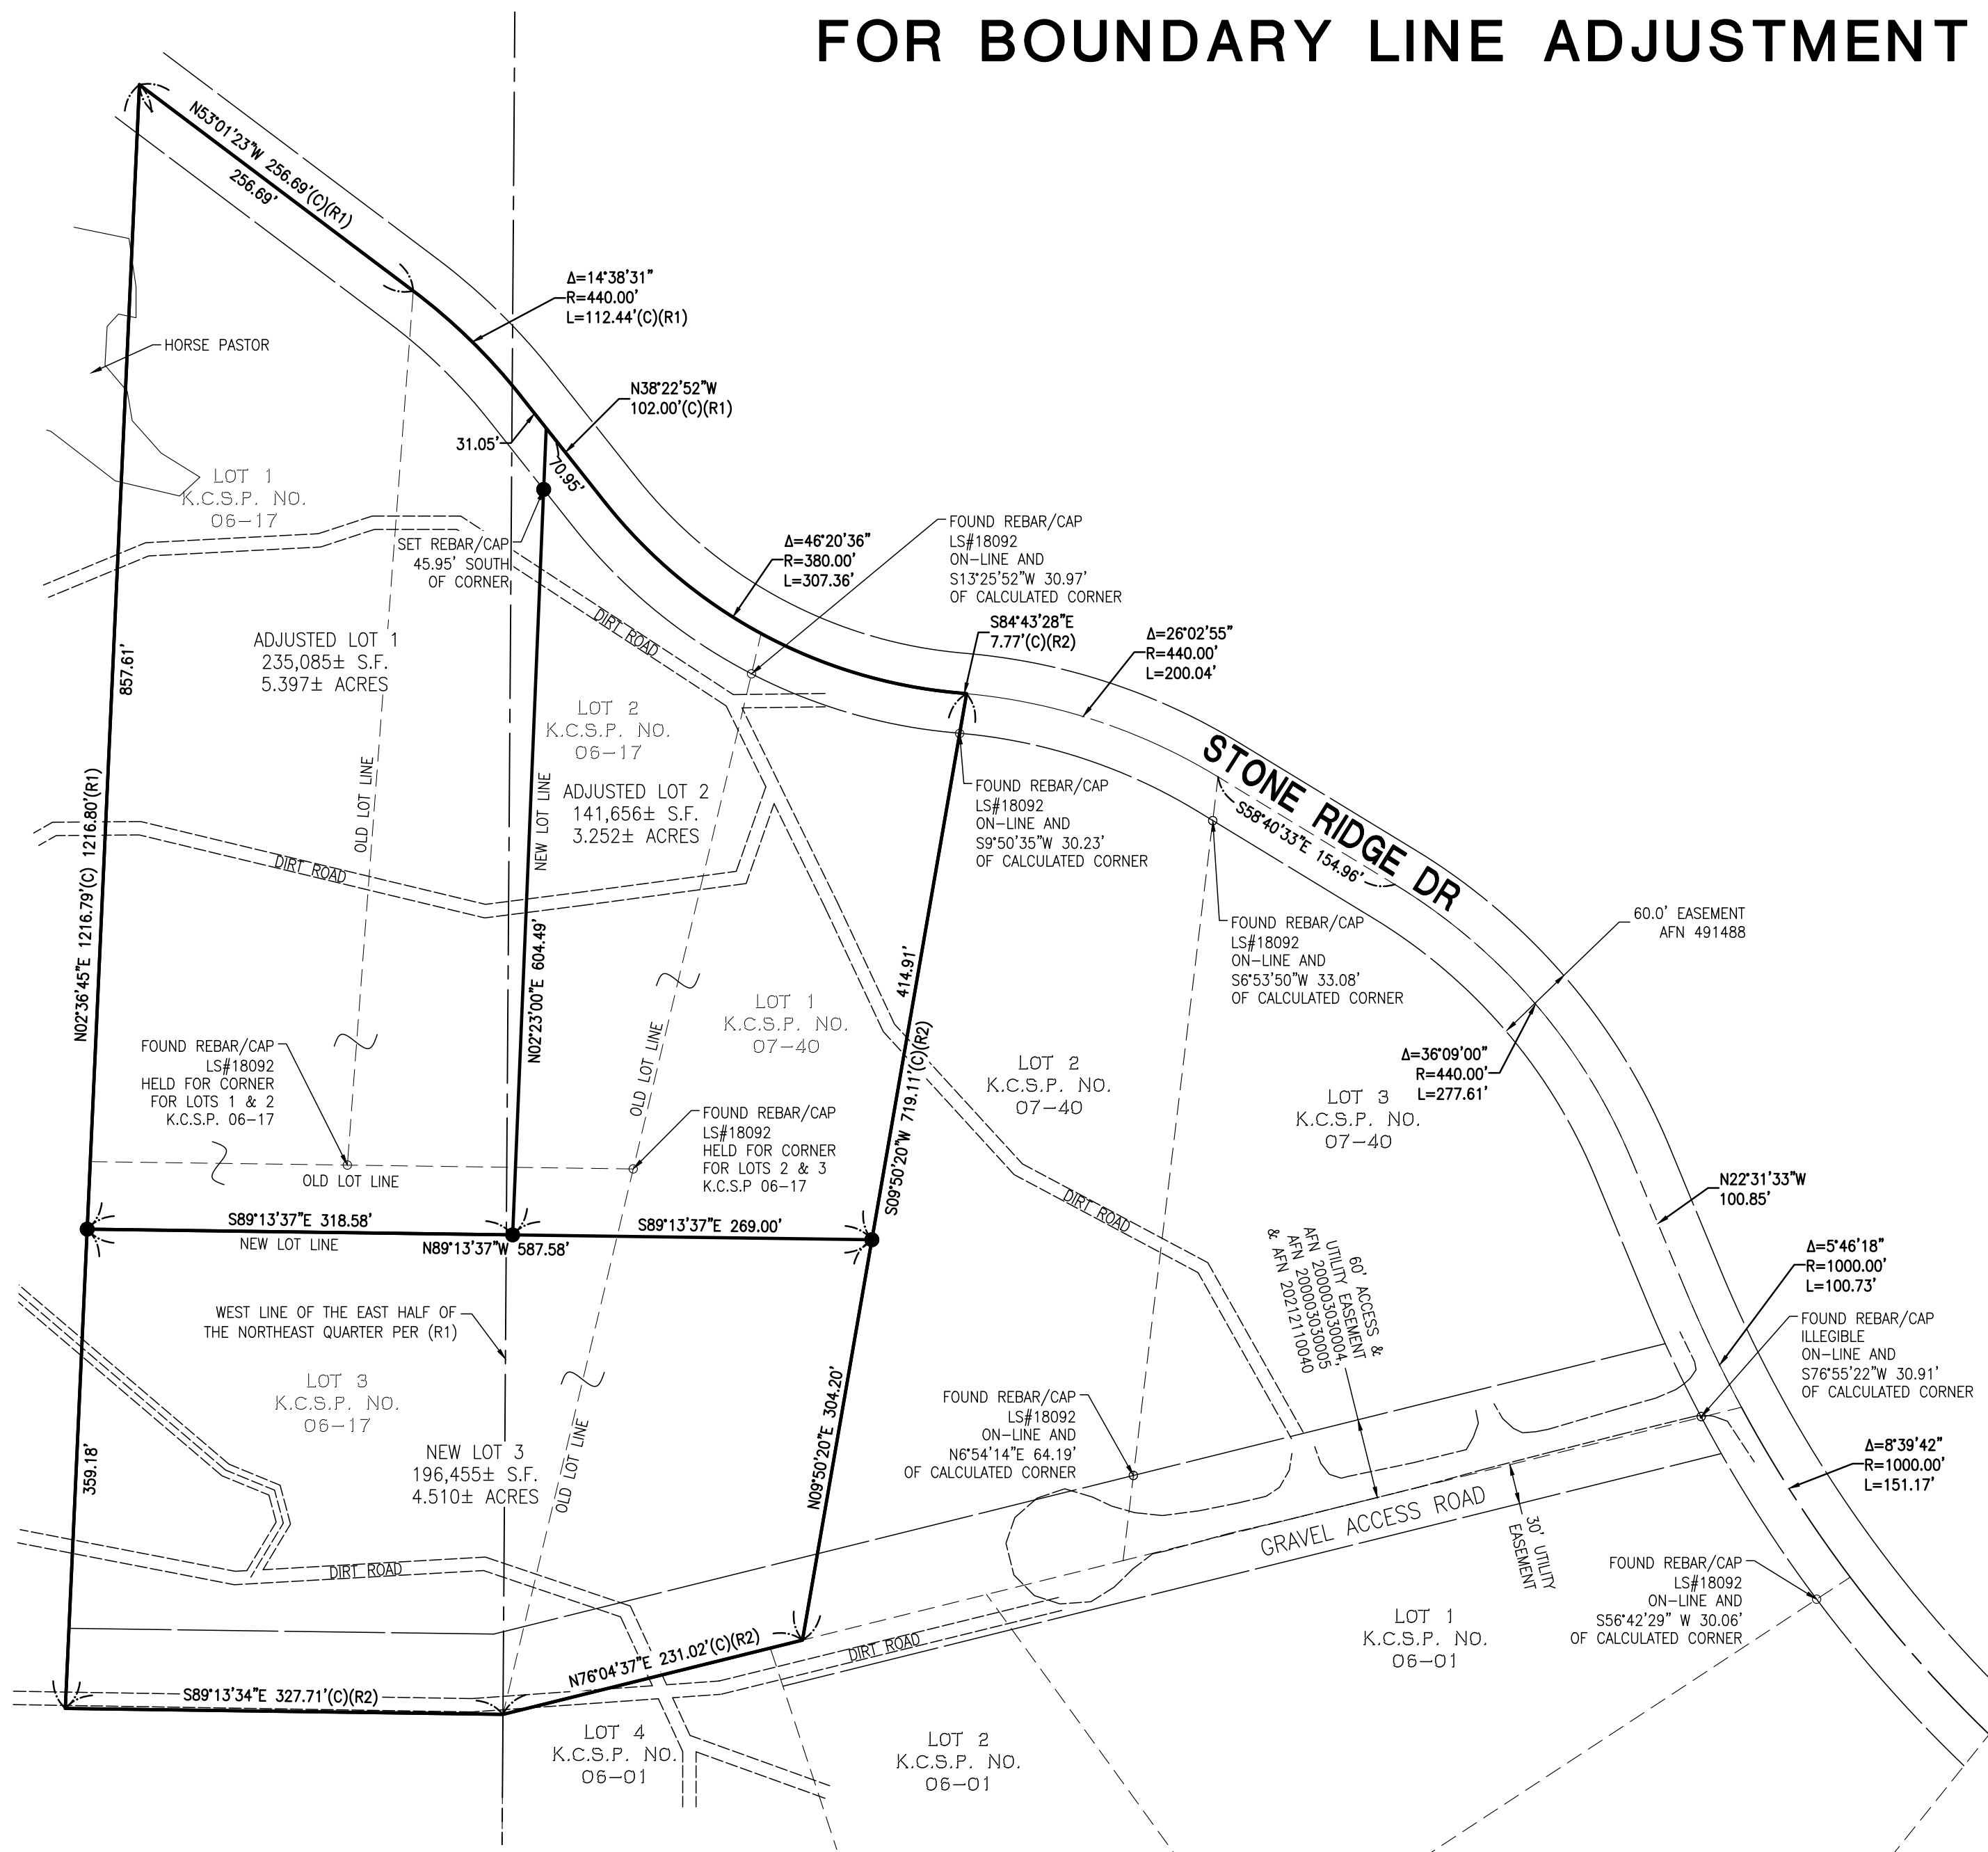 FOR BOUNDARY LINE ADJUSTMENT
N53°01'23"W 256.69'(C)(R1)
256.69'
Δ=14°38'31"
R=440.00'
L=112.44'(C)(R1)
HORSE PASTOR
N38°22'52"W
102.00'(C)(R1)
31.05'
70.95'
LOT 1
K.C.S.P. NO.
06-17
SET REBAR/CAP
45.95' SOUTH
OF CORNER
Δ=46°20'36"
R=380.00'
L=307.36'
FOUND REBAR/CAP
LS#18092
ON-LINE AND
S13°25'52"W 30.97'
OF CALCULATED CORNER
S84°43'28"E
7.77'(C)(R2)
Δ=26°02'55"
R=440.00'
L=200.04'
DIRT ROAD
ADJUSTED LOT 1
235,085± S.F.
5.397± ACRES
857.61'
LOT 2
K.C.S.P. NO.
06-17
ADJUSTED LOT 2
141,656± S.F.
3.252± ACRES
OLD LOT LINE
NEW LOT LINE
DIRT ROAD
FOUND REBAR/CAP
LS#18092
ON-LINE AND
S9°50'35"W 30.23'
OF CALCULATED CORNER
STONE RIDGE DR
S58°40'33"E 154.96'
FOUND REBAR/CAP
LS#18092
ON-LINE AND
S6°53'50"W 33.08'
OF CALCULATED CORNER
60.0' EASEMENT
AFN 491488
N02°36'45"E 1216.79'(C) 1216.80'(R1)
N02°23'00"E 604.49'
414.91'
LOT 1
K.C.S.P. NO.
07-40
S09°50'20"W 719.11'(C)(R2)
LOT 2
K.C.S.P. NO.
07-40
LOT 3
K.C.S.P. NO.
07-40
Δ=36°09'00"
R=440.00'
L=277.61'
FOUND REBAR/CAP
LS#18092
HELD FOR CORNER
FOR LOTS 1 & 2
K.C.S.P. 06-17
OLD LOT LINE
FOUND REBAR/CAP
LS#18092
HELD FOR CORNER
FOR LOTS 2 & 3
K.C.S.P 06-17
OLD LOT LINE
DIRT ROAD
N22°31'33"W
100.85'
S89°13'37"E 318.58'
NEW LOT LINE
N89°13'37"W 587.58'
S89°13'37"E 269.00'
60' ACCESS &
UTILITY EASEMENT
AFN 200003030004,
AFN 200003030005
& AFN 202112110040
Δ=5°46'18"
R=1000.00'
L=100.73'
WEST LINE OF THE EAST HALF OF
THE NORTHEAST QUARTER PER (R1)
FOUND REBAR/CAP
ILLEGIBLE
ON-LINE AND
S76°55'22"W 30.91'
OF CALCULATED CORNER
LOT 3
K.C.S.P. NO.
06-17
359.18'
NEW LOT 3
196,455± S.F.
4.510± ACRES
OLD LOT LINE
N09°50'20"E 304.20'
FOUND REBAR/CAP
LS#18092
ON-LINE AND
N6°54'14"E 64.19'
OF CALCULATED CORNER
Δ=8°39'42"
R=1000.00'
L=151.17'
GRAVEL ACCESS ROAD
30' UTILITY
EASEMENT
FOUND REBAR/CAP
LS#18092
ON-LINE AND
S56°42'29" W 30.06'
OF CALCULATED CORNER
DIRT ROAD
N76°04'37"E 231.02'(C)(R2)
DIRT ROAD
S89°13'34"E 327.71'(C)(R2)
LOT 1
K.C.S.P. NO.
06-01
LOT 4
K.C.S.P. NO.
06-01
LOT 2
K.C.S.P. NO.
06-01